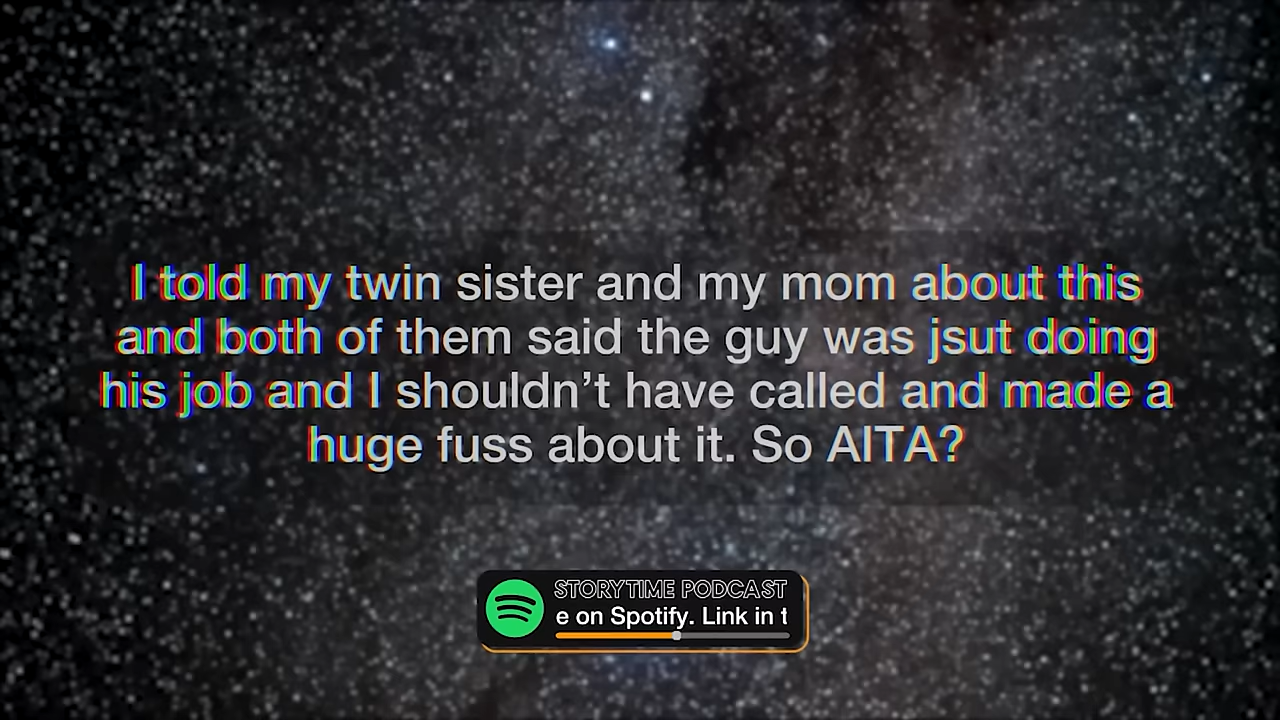 I told my twin sister and my mom about this
and both of them said the guy was jsut doing
his job and I shouldn’t have called and made a
huge fuss about it. So AITA?
STORYTIME PODCAST
e on Spotify. Link in t